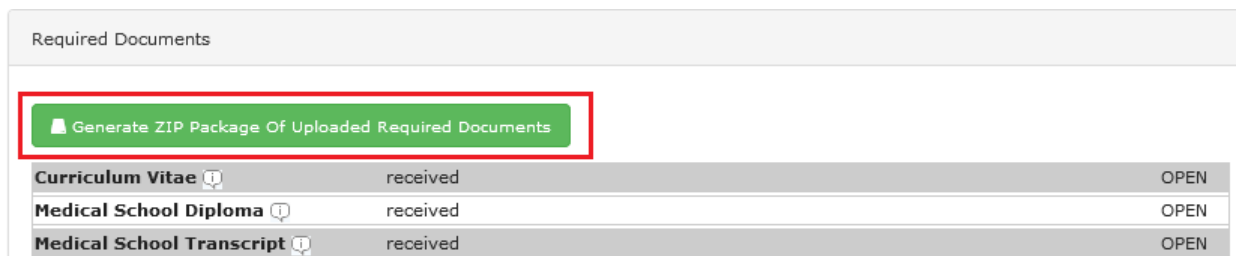 Required Documents
Generate ZIP Package Of Uploaded Required Documents
Curriculum Vitae received OPEN
Medical School Diploma received OPEN
Medical School Transcript received OPEN